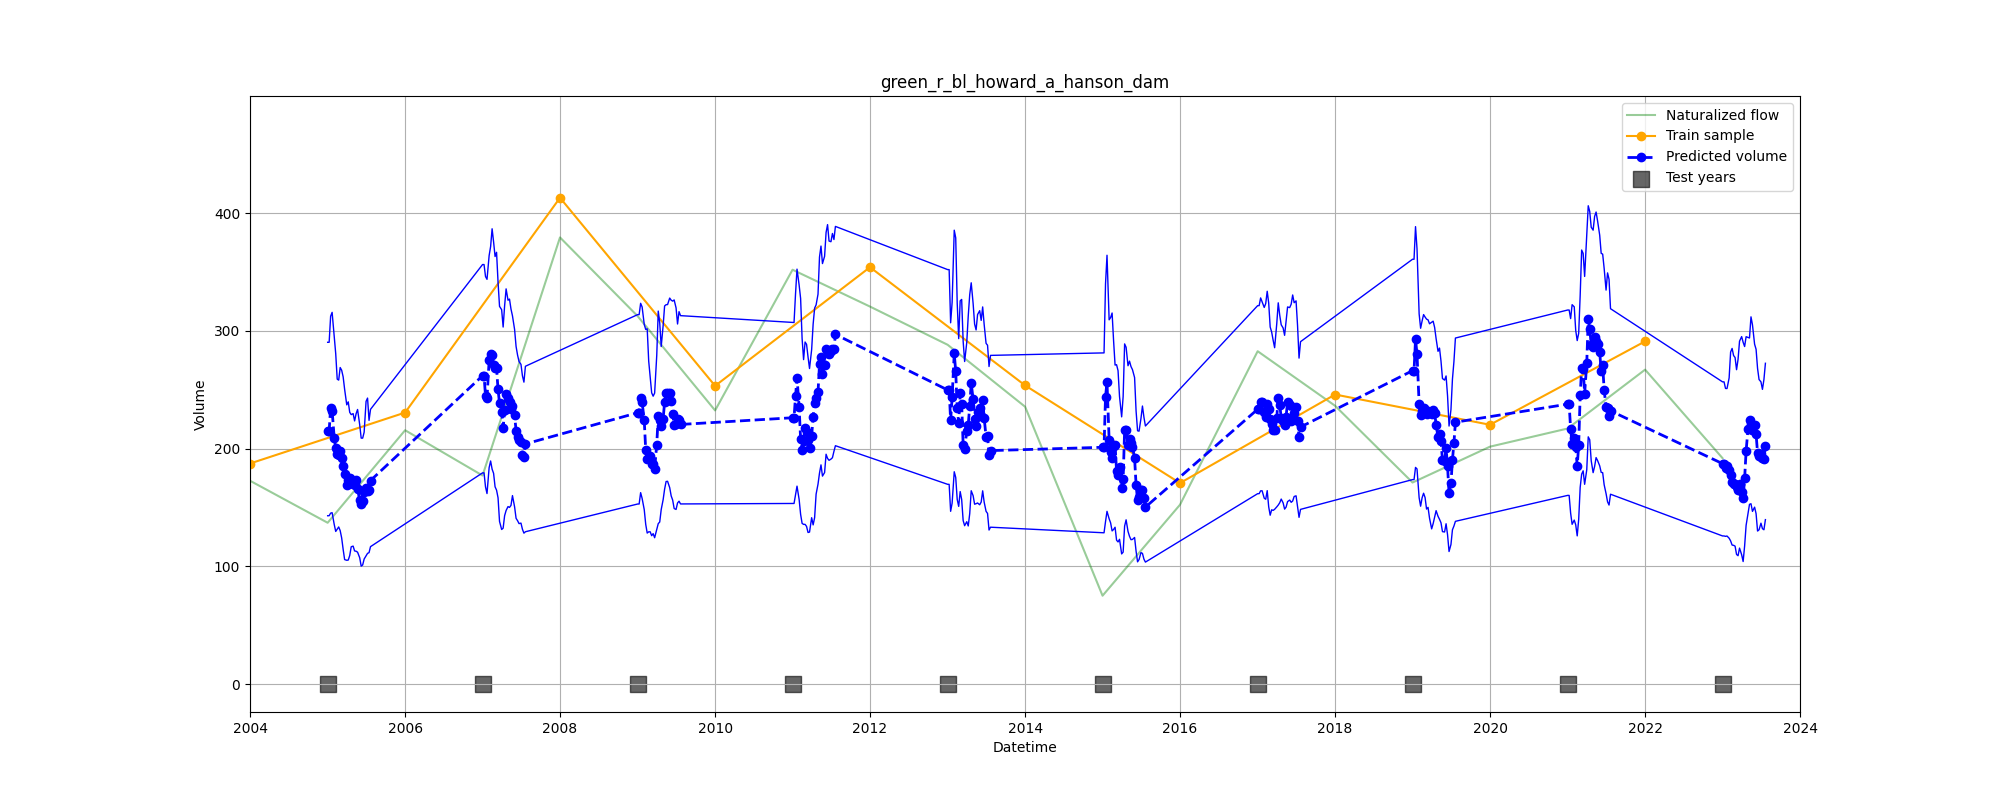 green_r_bl_howard_a_hanson_dam
Naturalized flow
Train sample
Predicted volume
Test years
Volume
400
300
200
100
0
2004 2006 2008 2010 2012 2014 2016 2018 2020 2022 2024
Datetime